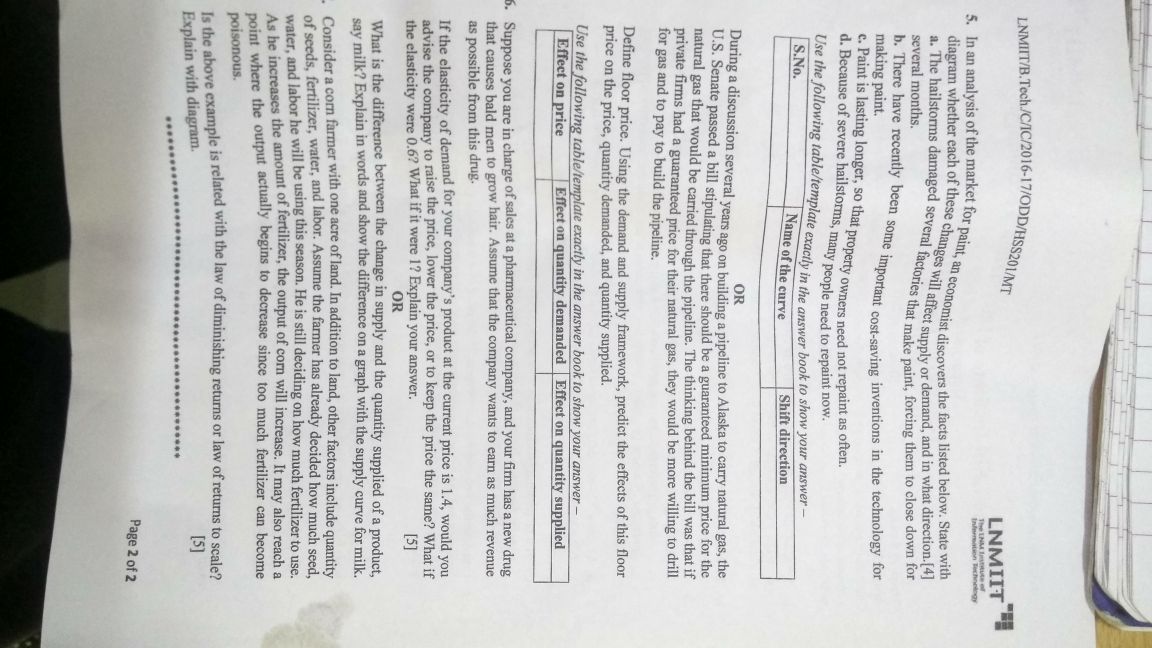 LNMIIT/B.Tech./C/IC/2016-17/ODD/HSS201/MT
LNMIIT
The LNM Institute of
Information Technology
5. In an analysis of the market for paint, an economist discovers the facts listed below. State with
diagram whether each of these changes will affect supply or demand, and in what direction.[4]
a. The hailstorms damaged several factories that make paint, forcing them to close down for
several months.
b. There have recently been some important cost-saving inventions in the technology for
making paint.
c. Paint is lasting longer, so that property owners need not repaint as often.
d. Because of severe hailstorms, many people need to repaint now.
Use the following table/template exactly in the answer book to show your answer –
S.No. Name of the curve Shift direction
OR
During a discussion several years ago on building a pipeline to Alaska to carry natural gas, the
U.S. Senate passed a bill stipulating that there should be a guaranteed minimum price for the
natural gas that would be carried through the pipeline. The thinking behind the bill was that if
private firms had a guaranteed price for their natural gas, they would be more willing to drill
for gas and to pay to build the pipeline.
Define floor price. Using the demand and supply framework, predict the effects of this floor
price on the price, quantity demanded, and quantity supplied.
Use the following table/template exactly in the answer book to show your answer –
Effect on price Effect on quantity demanded Effect on quantity supplied
6. Suppose you are in charge of sales at a pharmaceutical company, and your firm has a new drug
that causes bald men to grow hair. Assume that the company wants to earn as much revenue
as possible from this drug.
If the elasticity of demand for your company's product at the current price is 1.4, would you
advise the company to raise the price, lower the price, or to keep the price the same? What if
the elasticity were 0.6? What if it were 1? Explain your answer. [5]
OR
What is the difference between the change in supply and the quantity supplied of a product,
say milk? Explain in words and show the difference on a graph with the supply curve for milk.
Consider a corn farmer with one acre of land. In addition to land, other factors include quantity
of seeds, fertilizer, water, and labor. Assume the farmer has already decided how much seed,
water, and labor he will be using this season. He is still deciding on how much fertilizer to use.
As he increases the amount of fertilizer, the output of corn will increase. It may also reach a
point where the output actually begins to decrease since too much fertilizer can become
poisonous.
Is the above example is related with the law of diminishing returns or law of returns to scale?
Explain with diagram. [5]
Page 2 of 2